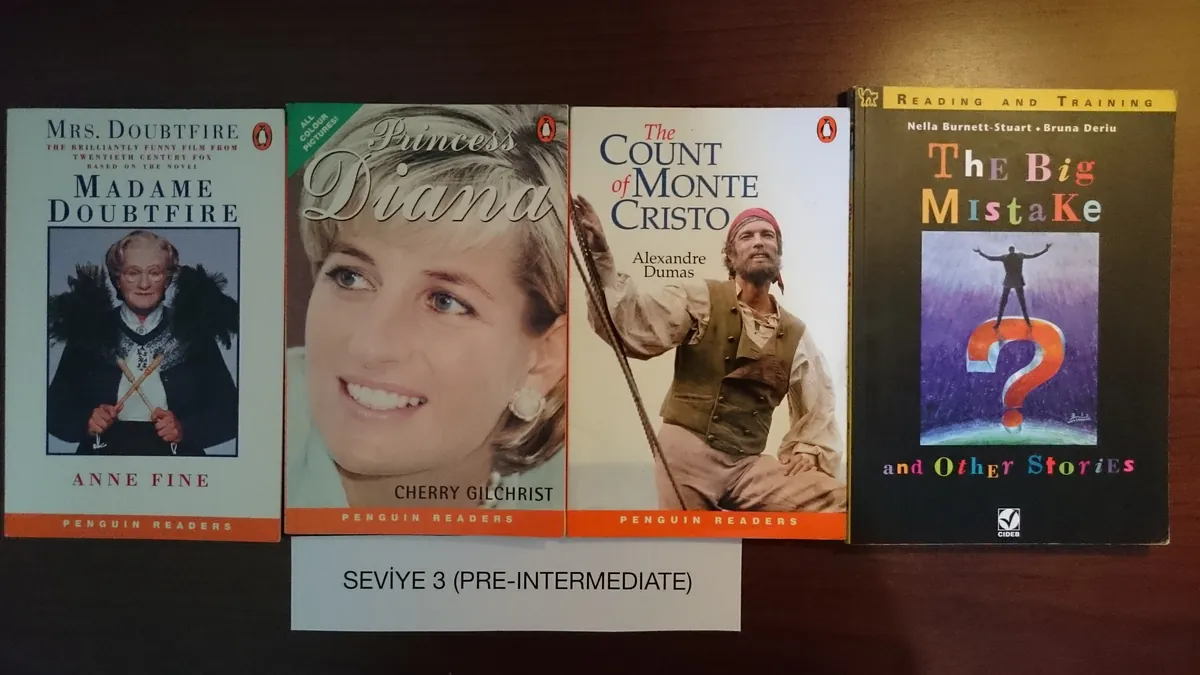 MRS. DOUBTFIRE
THE BRILLIANTLY FUNNY FILM FROM
TWENTIETH CENTURY FOX
BASED ON THE NOVEL
MADAME
DOUBTFIRE
ANNE FINE
PENGUIN READERS
ALL
COLOUR
PICTURES!
Princess
Diana
CHERRY GILCHRIST
PENGUIN READERS
The
COUNT
of MONTE
CRISTO
Alexandre
Dumas
PENGUIN READERS
READING AND TRAINING
Nella Burnett-Stuart • Bruna Deriu
THE BIg
MIstaKe
and OtHEr StoriEs
CIDEB
SEVİYE 3 (PRE-INTERMEDIATE)